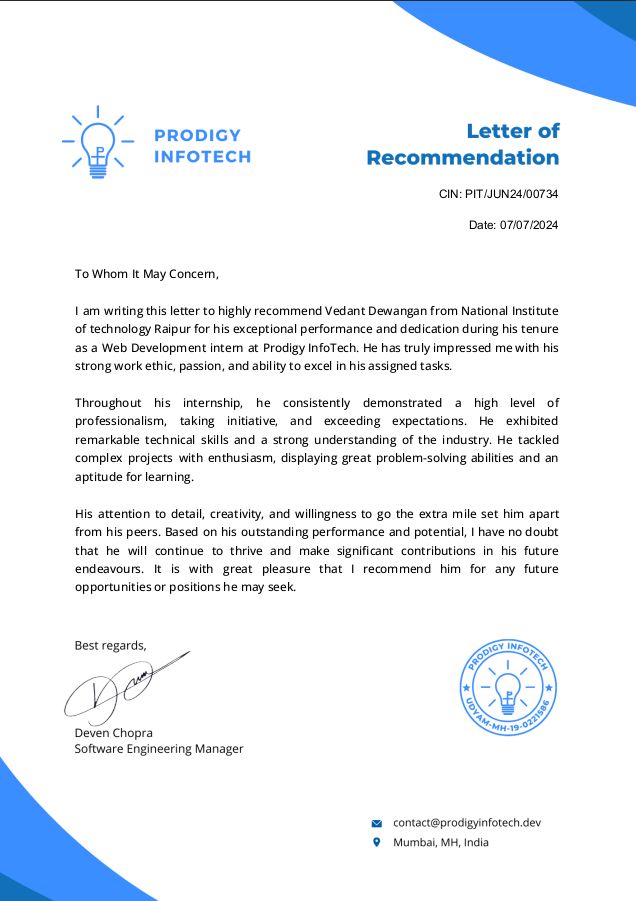 PRODIGY
INFOTECH
Letter of
Recommendation
CIN: PIT/JUN24/00734
Date: 07/07/2024
To Whom It May Concern,
I am writing this letter to highly recommend Vedant Dewangan from National Institute
of technology Raipur for his exceptional performance and dedication during his tenure
as a Web Development intern at Prodigy InfoTech. He has truly impressed me with his
strong work ethic, passion, and ability to excel in his assigned tasks.
Throughout his internship, he consistently demonstrated a high level of
professionalism, taking initiative, and exceeding expectations. He exhibited
remarkable technical skills and a strong understanding of the industry. He tackled
complex projects with enthusiasm, displaying great problem-solving abilities and an
aptitude for learning.
His attention to detail, creativity, and willingness to go the extra mile set him apart
from his peers. Based on his outstanding performance and potential, I have no doubt
that he will continue to thrive and make significant contributions in his future
endeavours. It is with great pleasure that I recommend him for any future
opportunities or positions he may seek.
Best regards,
Deven Chopra
Software Engineering Manager
PRODIGY INFOTECH
UDYAM-MH-19-0221586
contact@prodigyinfotech.dev
Mumbai, MH, India